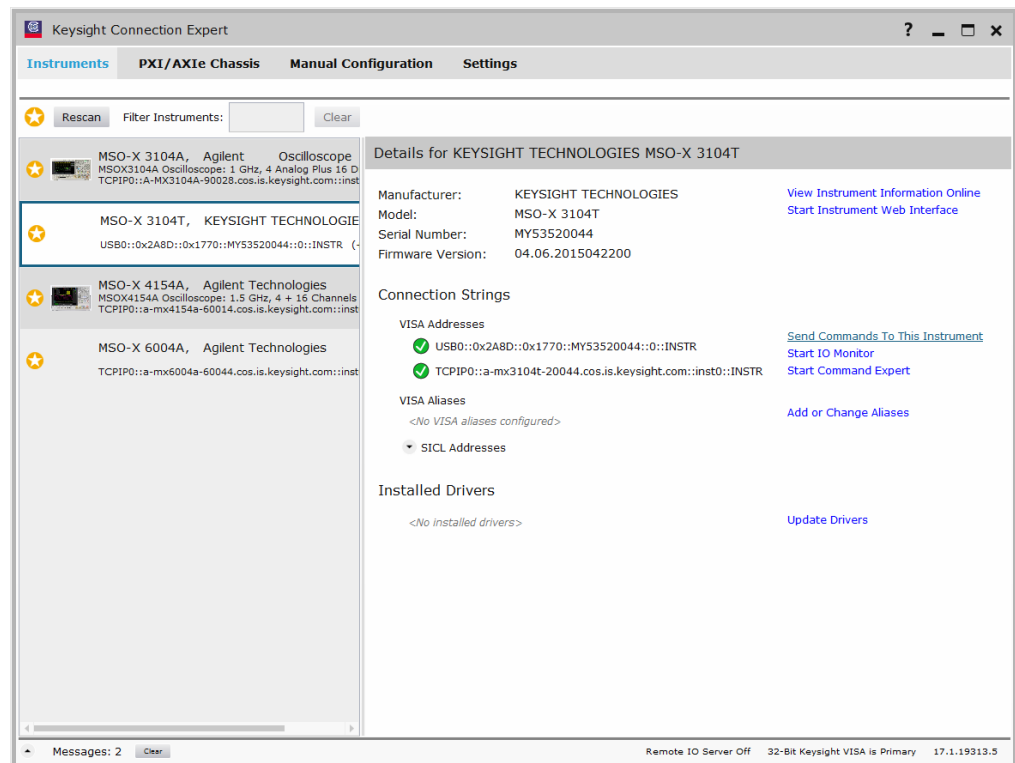 Keysight Connection Expert
?
Instruments PXI/AXIe Chassis Manual Configuration Settings
Rescan Filter Instruments: Clear
MSO-X 3104A, Agilent Oscilloscope
MSOX3104A Oscilloscope: 1 GHz, 4 Analog Plus 16 D
TCPIP0::A-MX3104A-90028.cos.is.keysight.com::inst
MSO-X 3104T, KEYSIGHT TECHNOLOGIE
USB0::0x2A8D::0x1770::MY53520044::0::INSTR (-
MSO-X 4154A, Agilent Technologies
MSOX4154A Oscilloscope: 1.5 GHz, 4 + 16 Channels
TCPIP0::a-mx4154a-60014.cos.is.keysight.com::inst
MSO-X 6004A, Agilent Technologies
TCPIP0::a-mx6004a-60044.cos.is.keysight.com::inst
Details for KEYSIGHT TECHNOLOGIES MSO-X 3104T
Manufacturer: KEYSIGHT TECHNOLOGIES
Model: MSO-X 3104T
Serial Number: MY53520044
Firmware Version: 04.06.2015042200
View Instrument Information Online
Start Instrument Web Interface
Connection Strings
VISA Addresses
USB0::0x2A8D::0x1770::MY53520044::0::INSTR
TCPIP0::a-mx3104t-20044.cos.is.keysight.com::inst0::INSTR
Send Commands To This Instrument
Start IO Monitor
Start Command Expert
VISA Aliases
<No VISA aliases configured>
Add or Change Aliases
SICL Addresses
Installed Drivers
<No installed drivers>
Update Drivers
Messages: 2 Clear
Remote IO Server Off 32-Bit Keysight VISA is Primary 17.1.19313.5